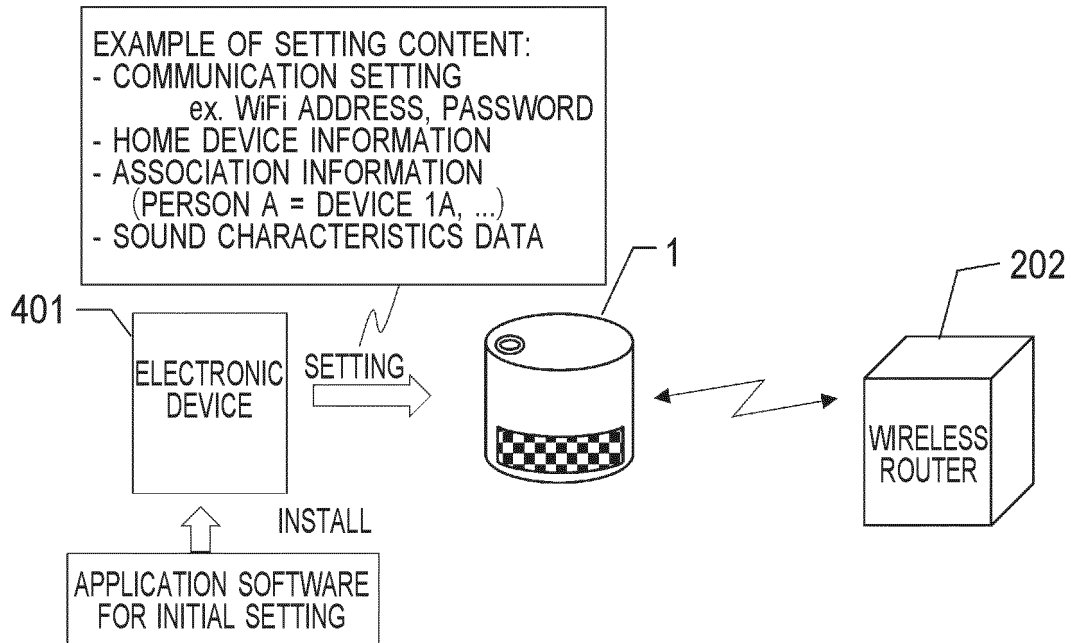 EXAMPLE OF SETTING CONTENT:
- COMMUNICATION SETTING
ex. WiFi ADDRESS, PASSWORD
- HOME DEVICE INFORMATION
- ASSOCIATION INFORMATION
(PERSON A = DEVICE 1A, ...)
- SOUND CHARACTERISTICS DATA
1
202
401
ELECTRONIC
DEVICE
SETTING
WIRELESS
ROUTER
INSTALL
APPLICATION SOFTWARE
FOR INITIAL SETTING